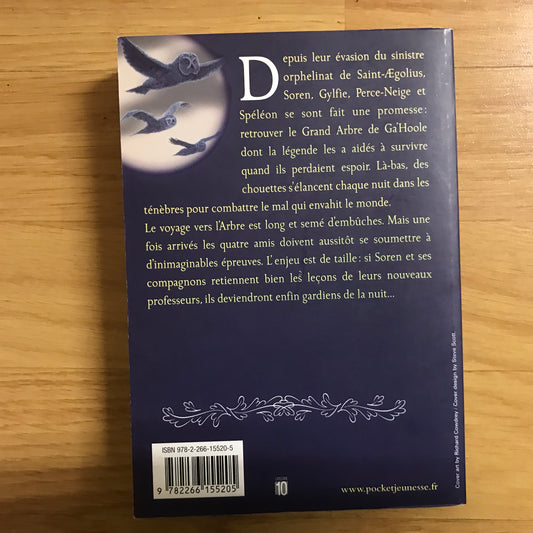 Depuis leur évasion du sinistre
orphelinat de Saint-Ægolius,
Soren, Gylfie, Perce-Neige et
Spéléon se sont fait une promesse :
retrouver le Grand Arbre de Ga'Hoole
dont la légende les a aidés à survivre
quand ils perdaient espoir. Là-bas, des
chouettes s'élancent chaque nuit dans les
ténèbres pour combattre le mal qui envahit le monde.
Le voyage vers l'Arbre est long et semé d'embûches. Mais une
fois arrivés les quatre amis doivent aussitôt se soumettre à
d'inimaginables épreuves. L'enjeu est de taille : si Soren et ses
compagnons retiennent bien les leçons de leurs nouveaux
professeurs, ils deviendront enfin gardiens de la nuit...
Cover art by Richard Cowdrey / Cover design by Steve Scott.
ISBN 978-2-266-15520-5
9 782266 155205
10
www.pocketjeunesse.fr